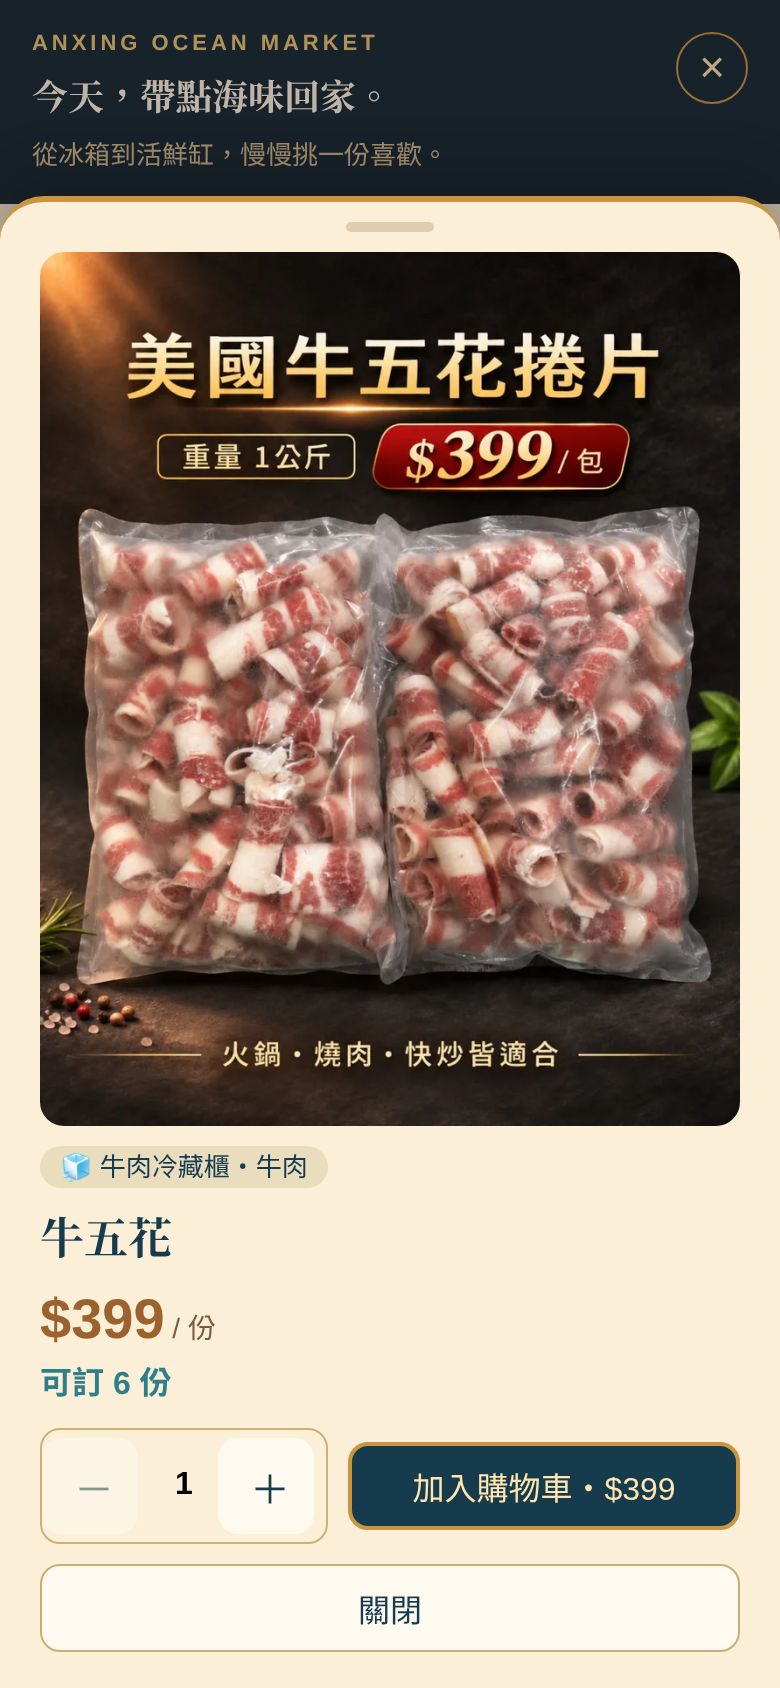 ANXING OCEAN MARKET
今天，帶點海味回家。
從冰箱到活鮮缸，慢慢挑一份喜歡。
美國牛五花捲片
重量 1公斤
$399 / 包
火鍋・燒肉・快炒皆適合
牛肉冷藏櫃・牛肉
牛五花
$399 / 份
可訂 6 份
1
加入購物車・$399
關閉